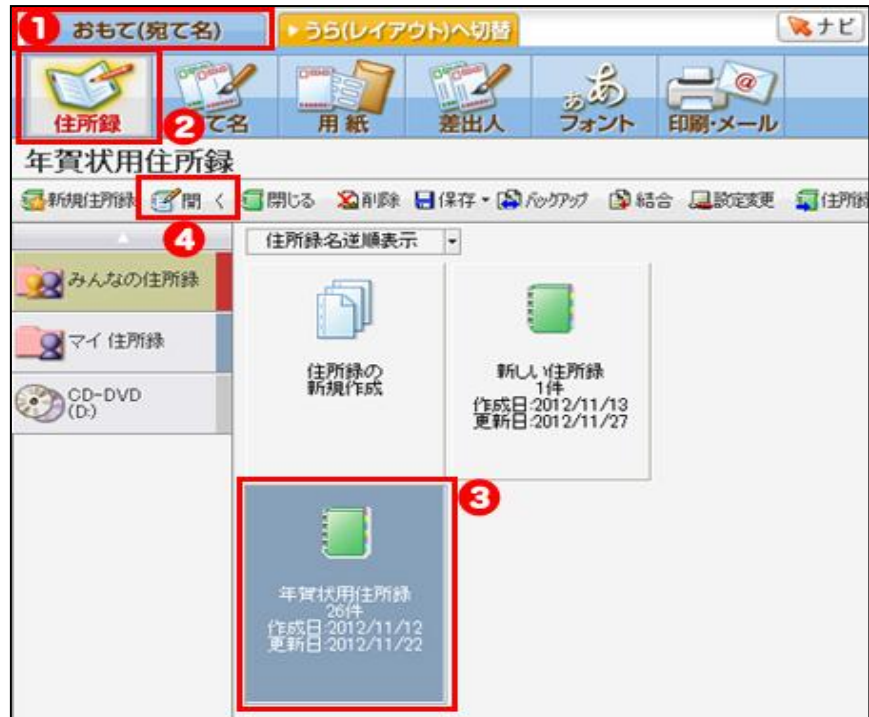 1 おもて(宛て名) ▶うら(レイアウト)へ切替 ナビ
住所録 2 て名 用紙 差出人 フォント 印刷・メール
年賀状用住所録
新規住所録 開く 閉じる 削除 保存 バックアップ 結合 設定変更 住所録
4
住所録名逆順表示
みんなの住所録
マイ 住所録
CD-DVD
(D:)
住所録の
新規作成
新しい住所録
1件
作成日:2012/11/13
更新日:2012/11/27
3
年賀状用住所録
26件
作成日:2012/11/12
更新日:2012/11/22